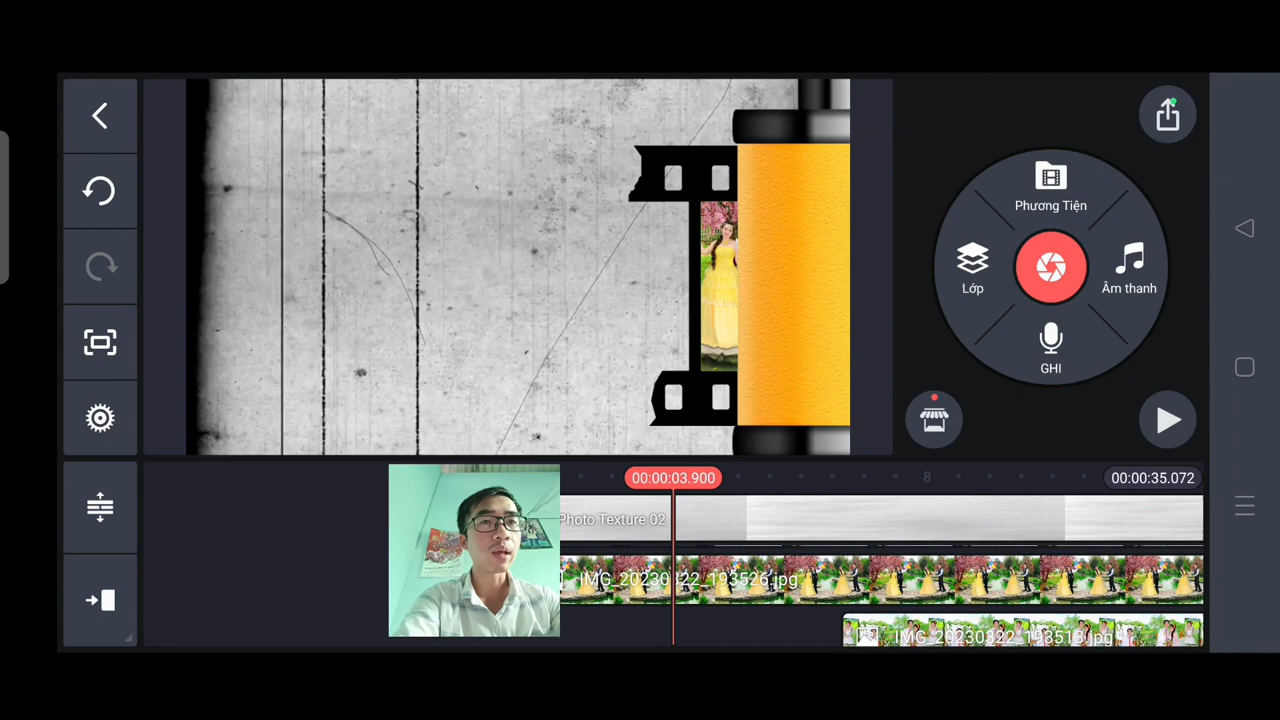 Phương Tiện
Lớp
Âm thanh
GHI
00:00:03.900
8
00:00:35.072
Photo Texture 02
IMG_20230322_193526.jpg
IMG_20230322_193518.jpg